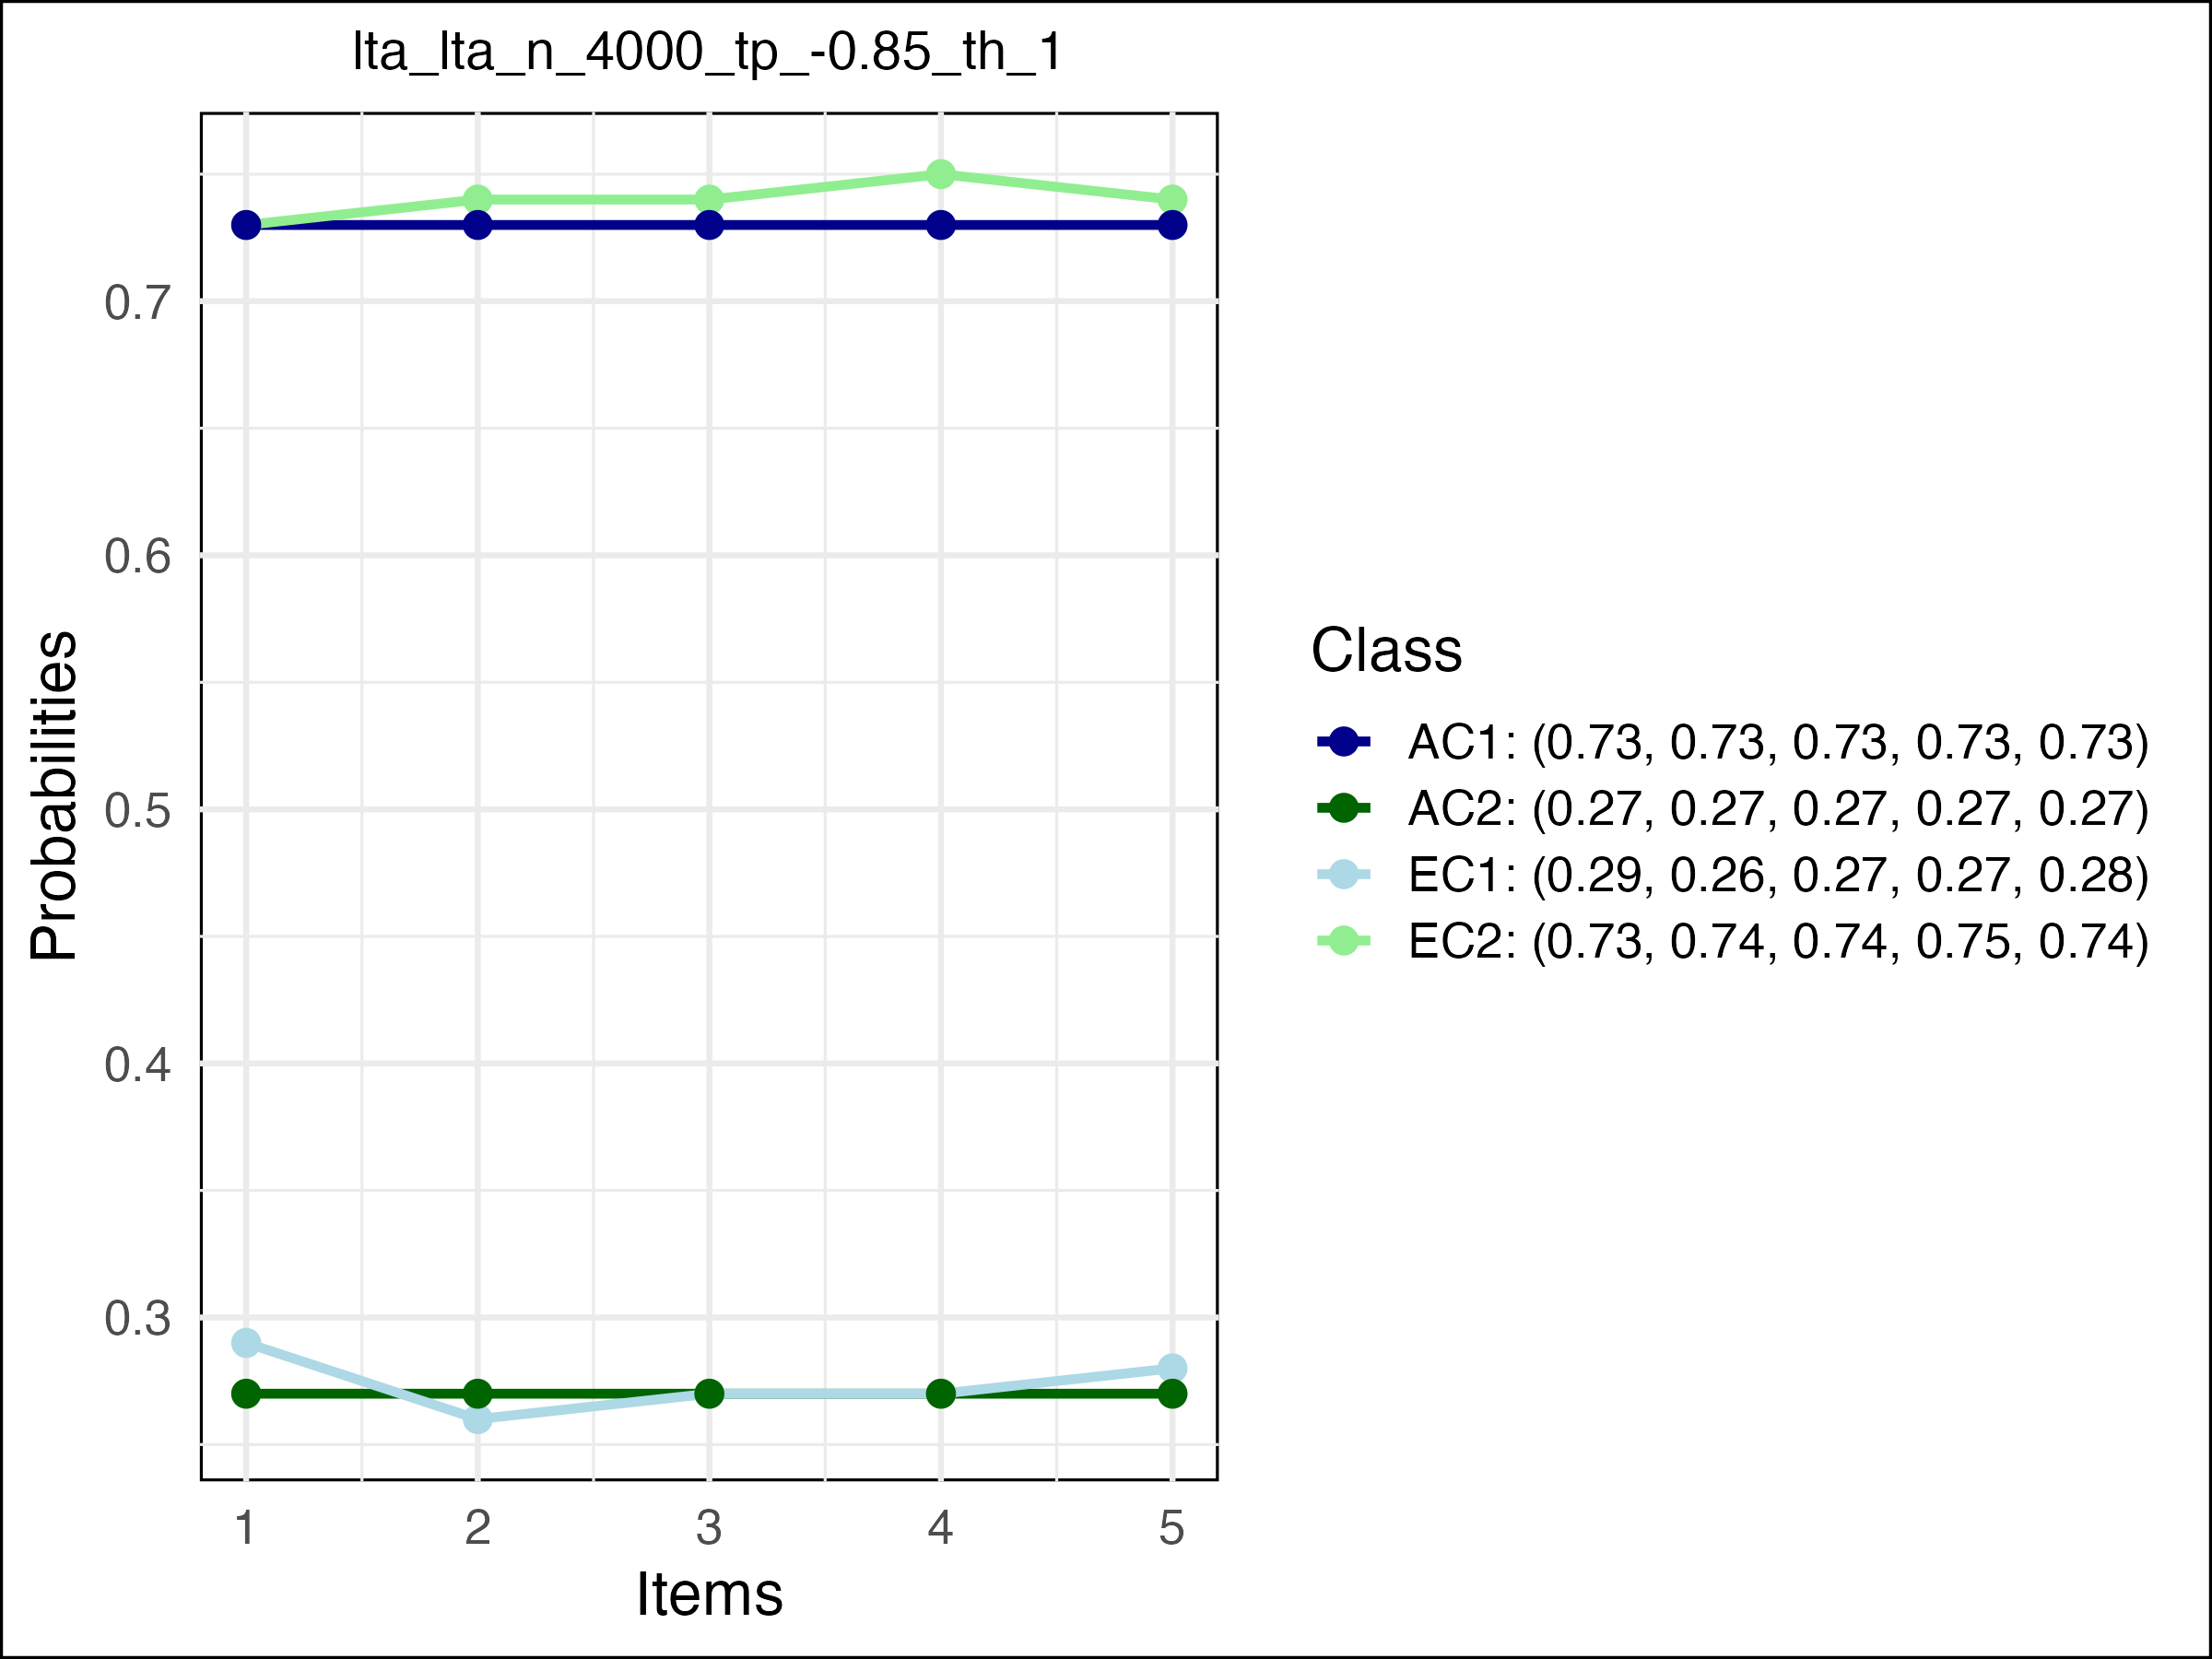 lta_lta_n_4000_tp_-0.85_th_1
0.7
0.6
0.5
0.4
0.3
Probabilities
1 2 3 4 5
Items
Class
AC1: (0.73, 0.73, 0.73, 0.73, 0.73)
AC2: (0.27, 0.27, 0.27, 0.27, 0.27)
EC1: (0.29, 0.26, 0.27, 0.27, 0.28)
EC2: (0.73, 0.74, 0.74, 0.75, 0.74)